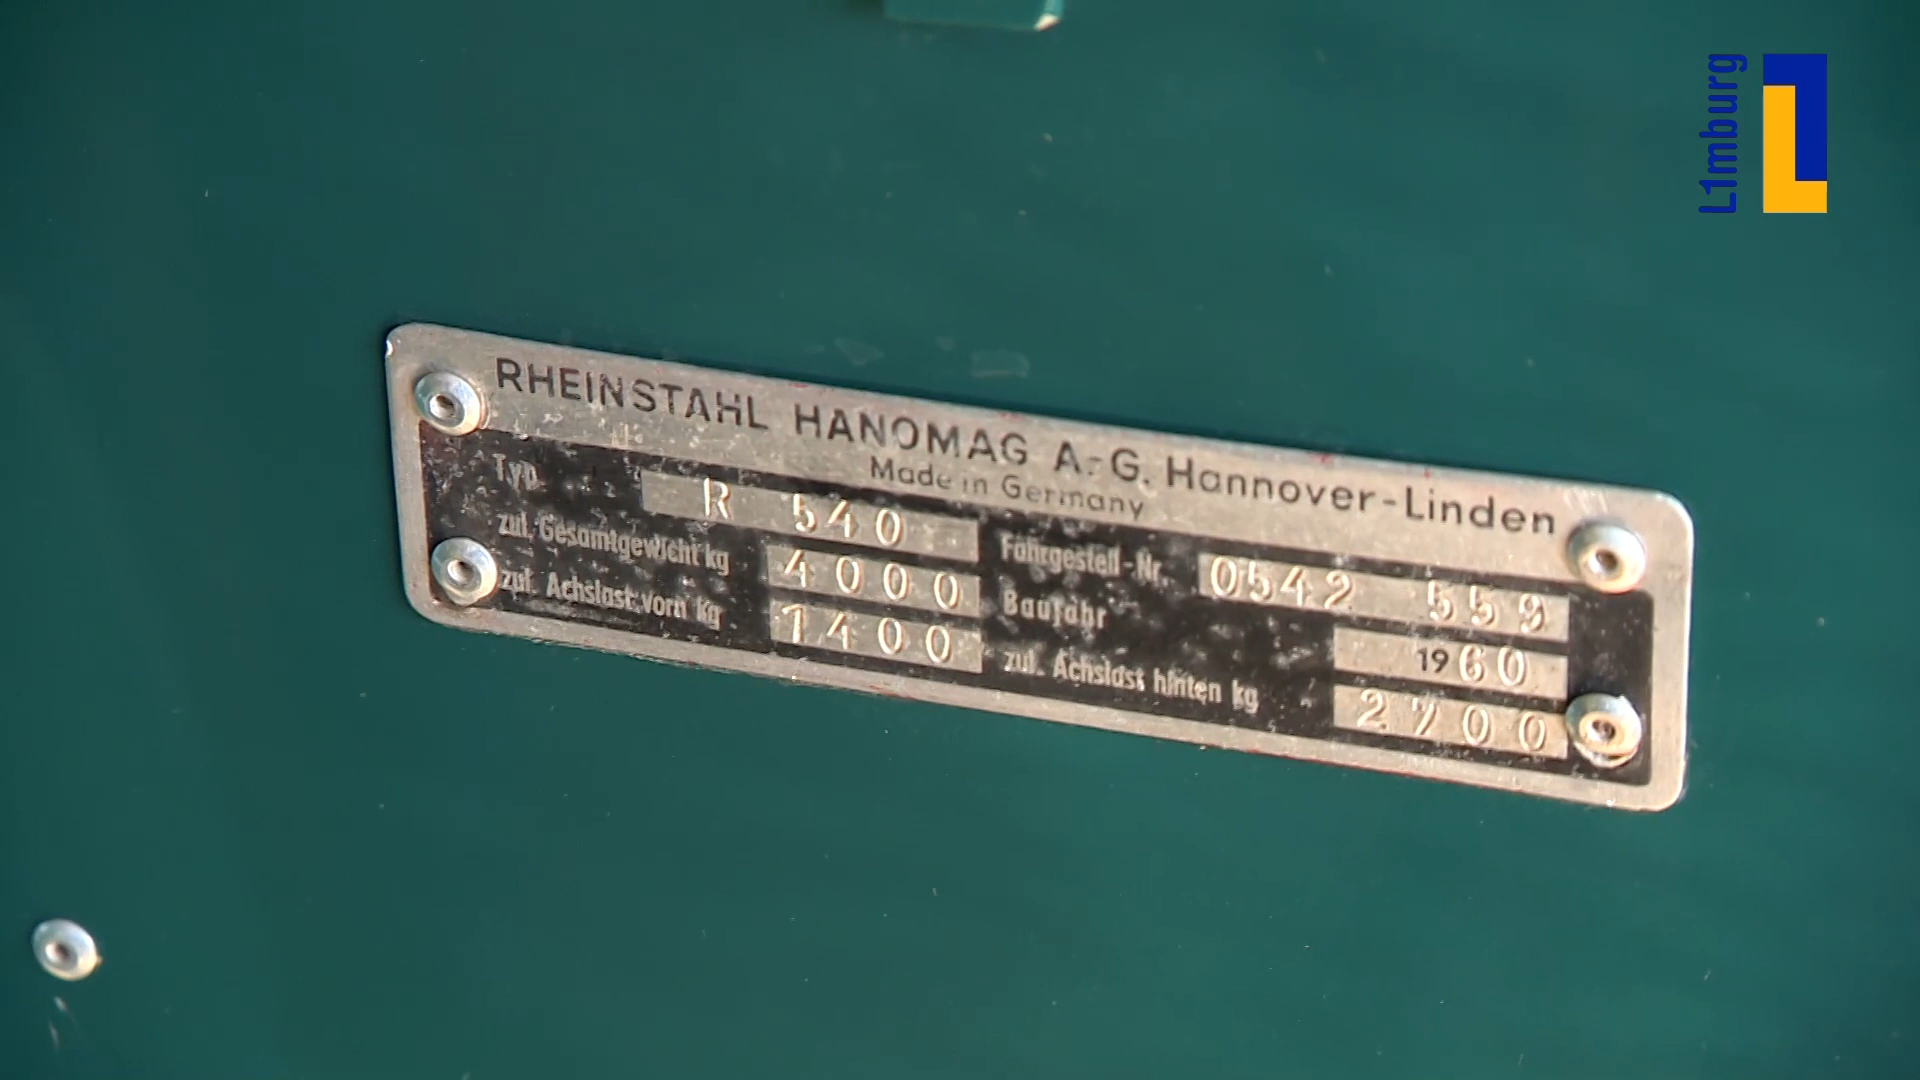 L1mburg
RHEINSTAHL HANOMAG A.-G. Hannover-Linden
Made in Germany
Typ R 540
zul. Gesamtgewicht kg 4000
zul. Achslast vorn kg 1400
Fahrgestell-Nr. 0542 559
Baujahr 1960
zul. Achslast hinten kg 2700